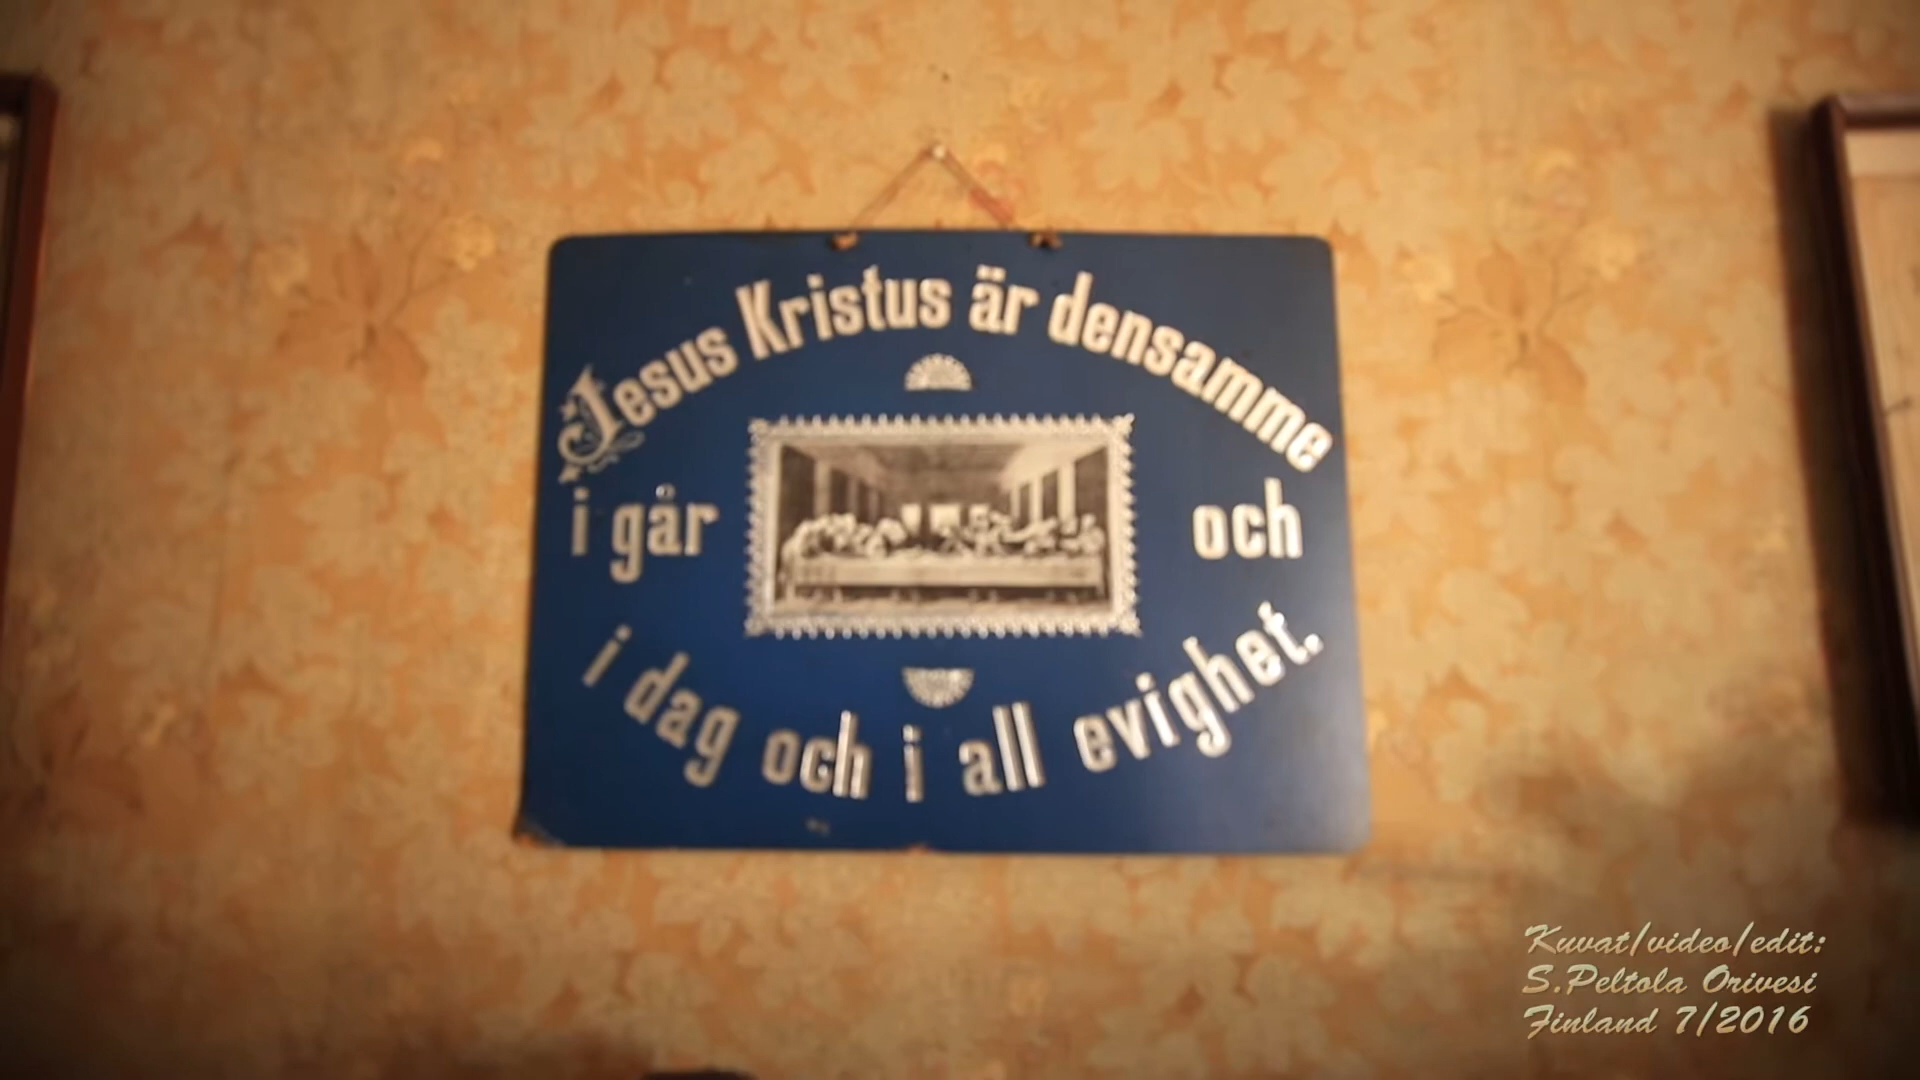 Jesus Kristus är densamme
i går och
i dag och i all evighet.
Kuvat/video/edit:
S.Peltola Orivesi
Finland 7/2016